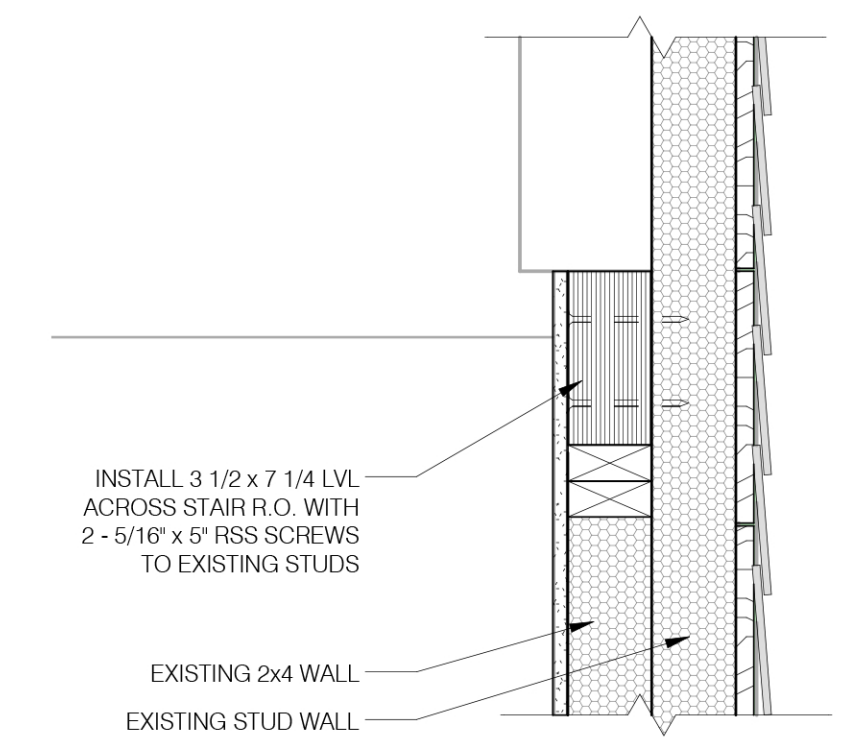 INSTALL 3 1/2 x 7 1/4 LVL
ACROSS STAIR R.O. WITH
2 - 5/16" x 5" RSS SCREWS
TO EXISTING STUDS
EXISTING 2x4 WALL
EXISTING STUD WALL